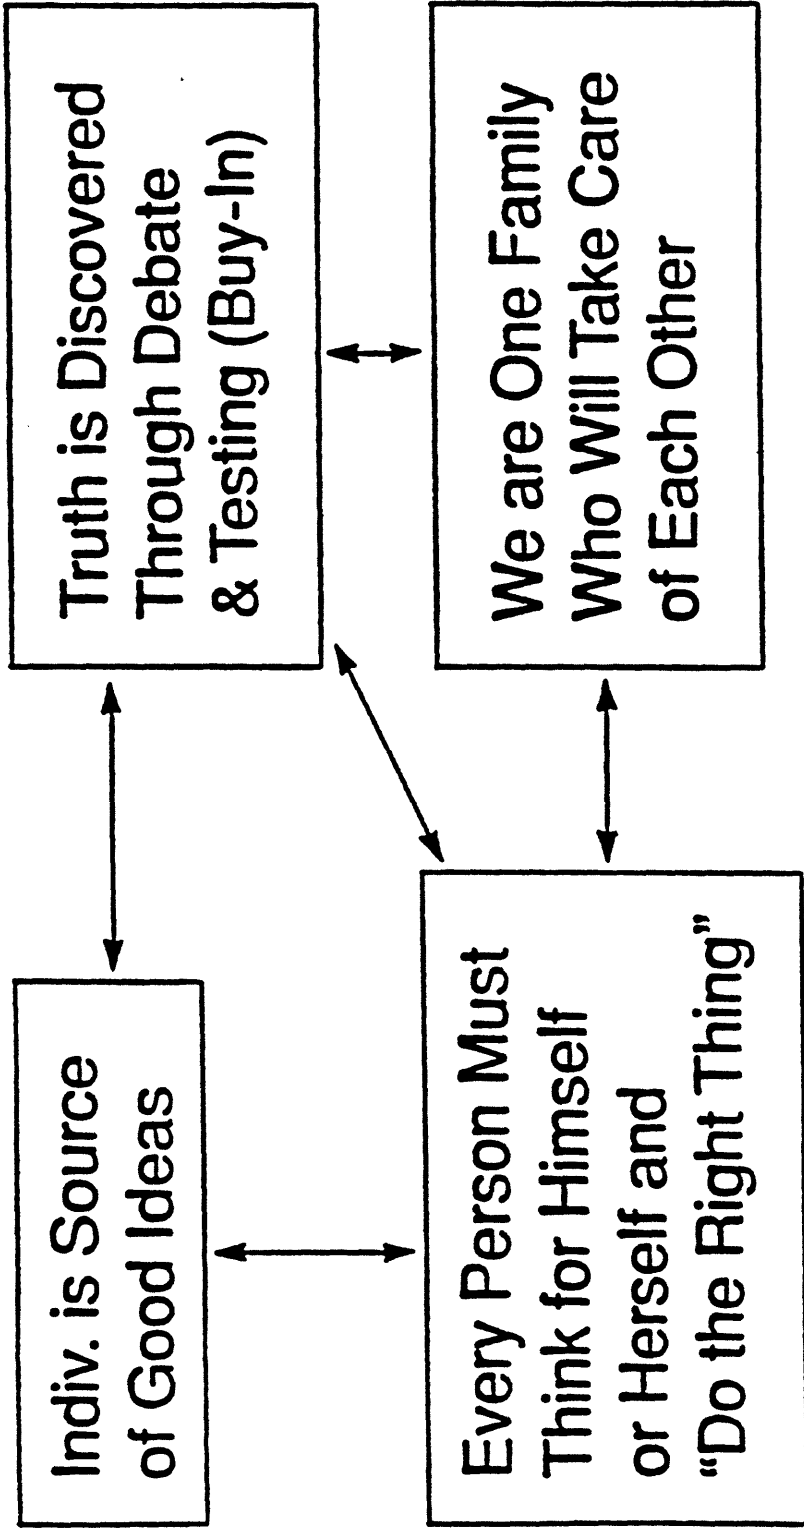 Indiv. is Source
of Good Ideas
Truth is Discovered
Through Debate
& Testing (Buy-In)
Every Person Must
Think for Himself
or Herself and
“Do the Right Thing”
We are One Family
Who Will Take Care
of Each Other